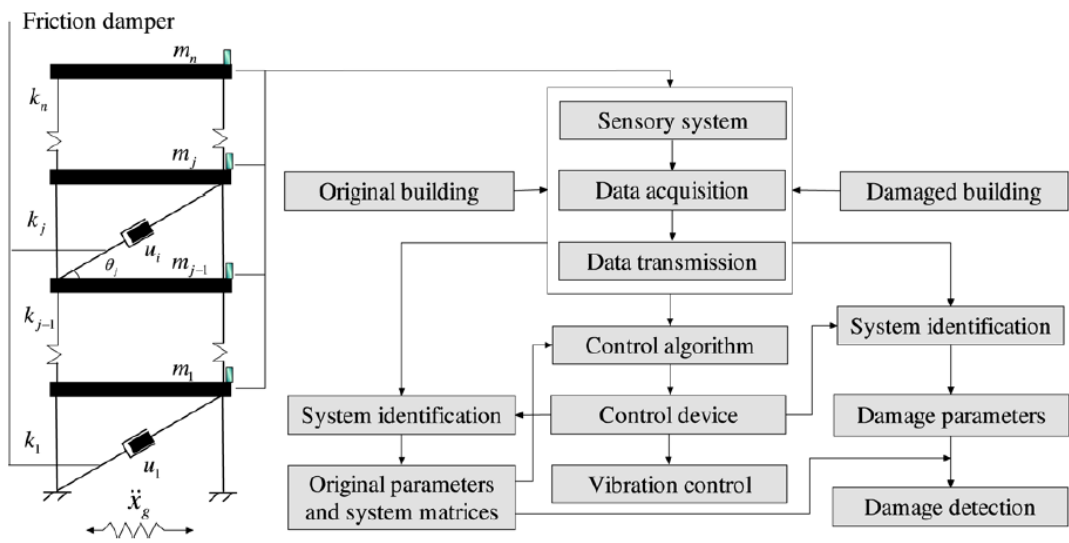 Friction damper
m_n
k_n
m_j
k_j
u_i
θ_j
m_{j-1}
k_{j-1}
m_1
k_1
u_1
ẍ_g
Sensory system
Original building
Data acquisition
Damaged building
Data transmission
System identification
Control algorithm
System identification
Control device
Damage parameters
Original parameters
and system matrices
Vibration control
Damage detection